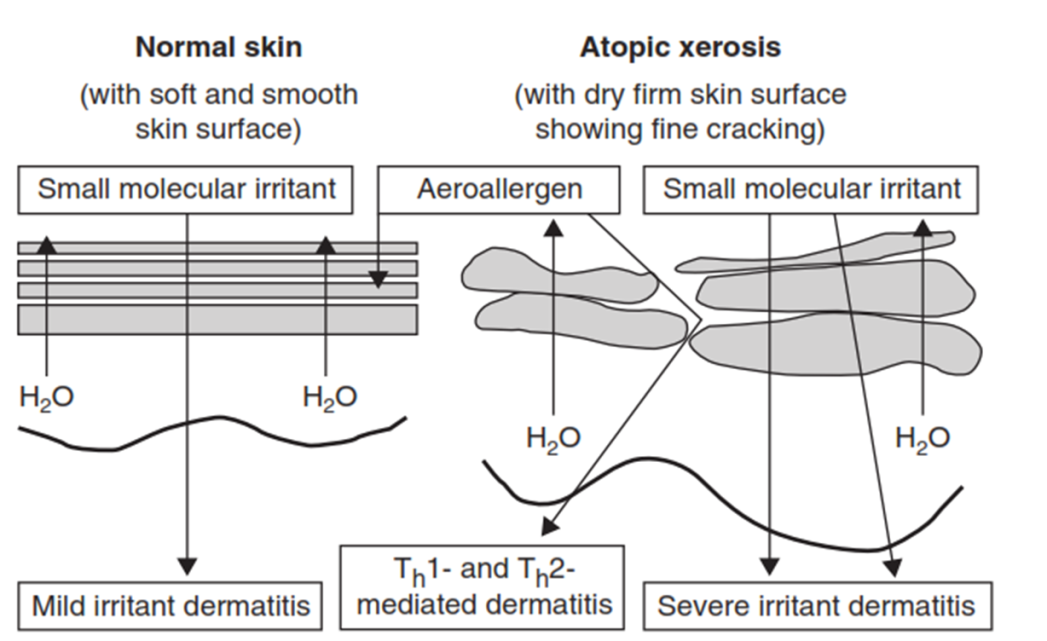 Normal skin
(with soft and smooth
skin surface)
Atopic xerosis
(with dry firm skin surface
showing fine cracking)
Small molecular irritant
Aeroallergen
Small molecular irritant
H₂O
H₂O
H₂O
H₂O
Mild irritant dermatitis
Tₕ1- and Tₕ2-
mediated dermatitis
Severe irritant dermatitis